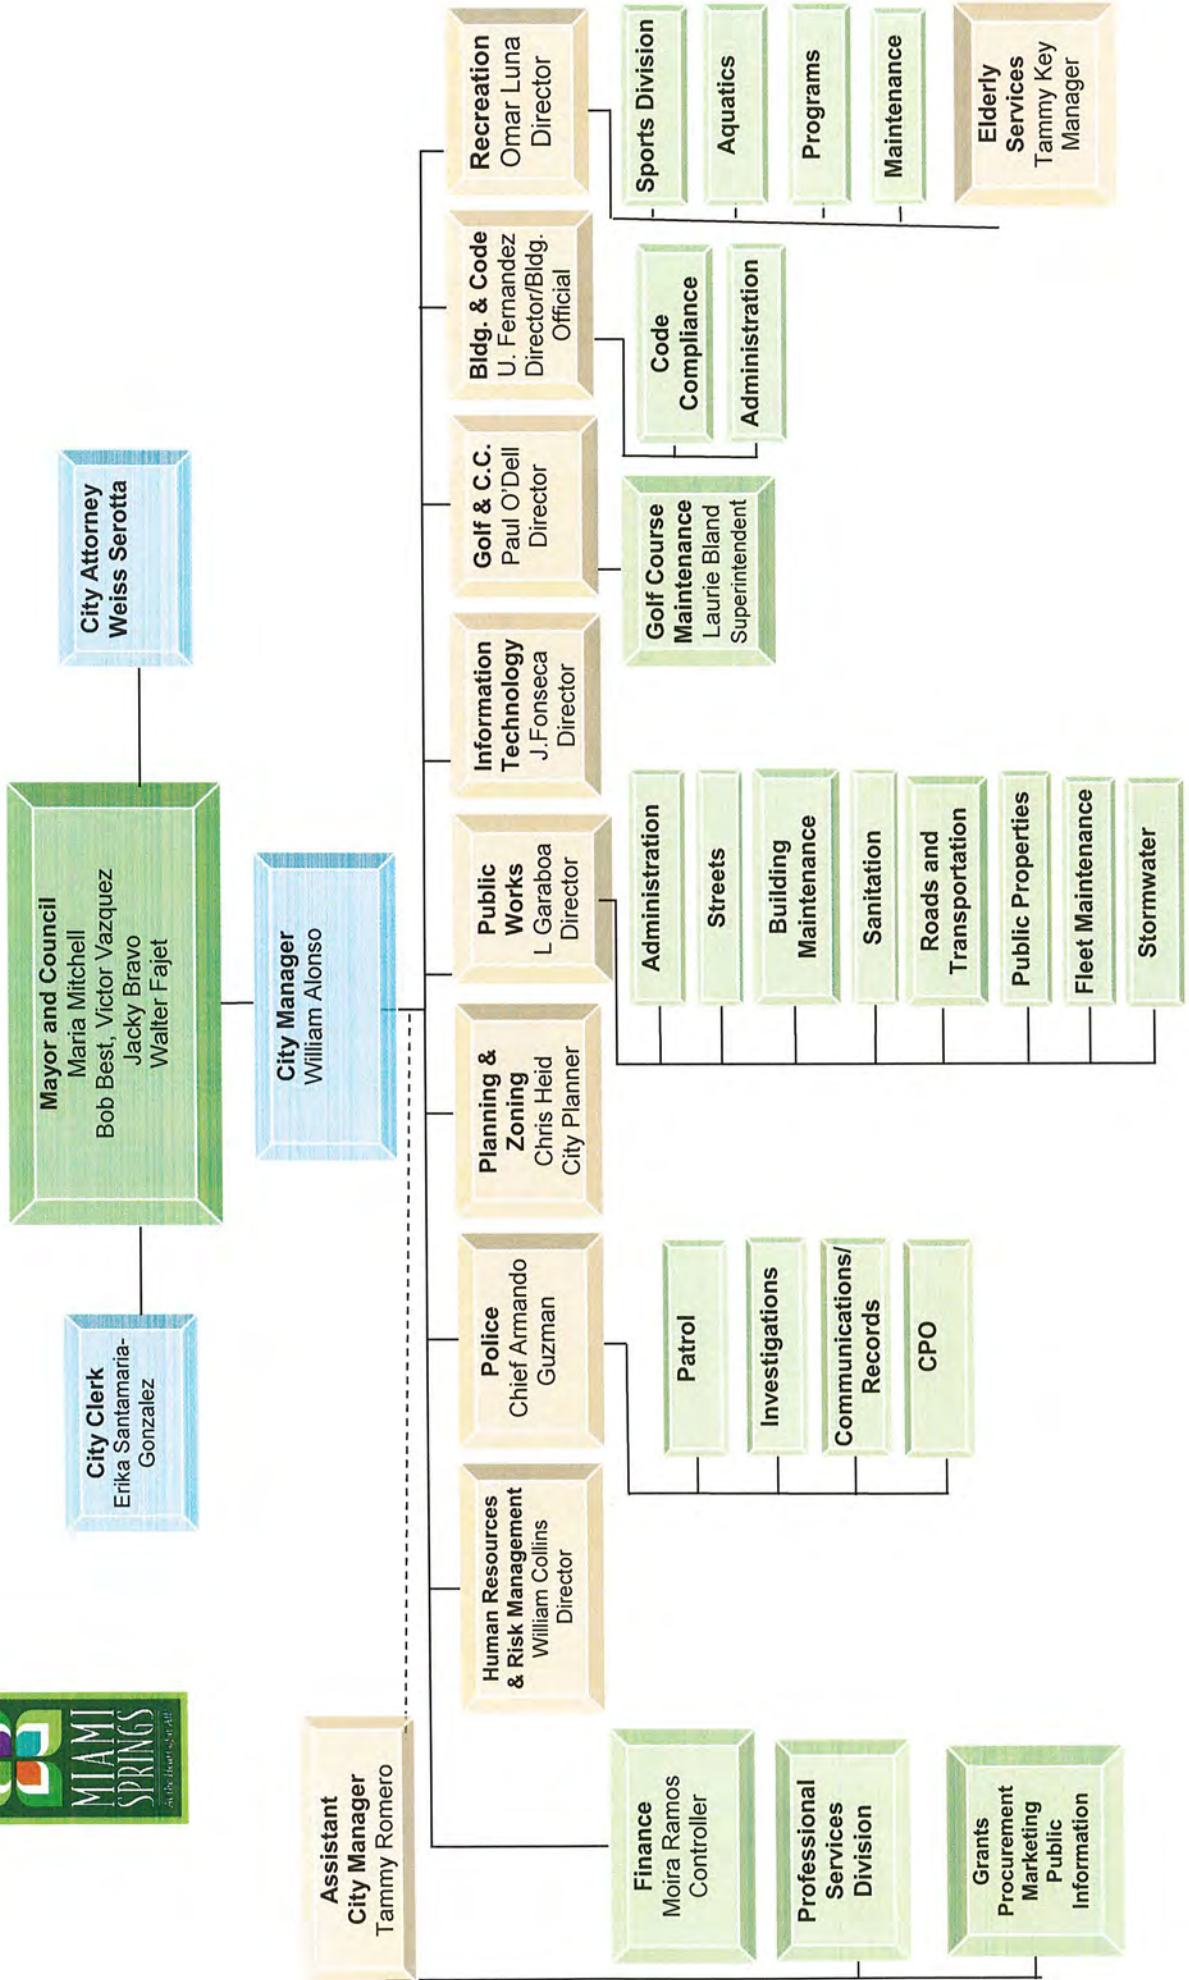 MIAMI
SPRINGS
Mayor and Council
Maria Mitchell
Bob Best, Victor Vazquez
Jacky Bravo
Walter Fajet
City Clerk
Erika Santamaria-
Gonzalez
City Attorney
Weiss Serotta
City Manager
William Alonso
Assistant
City Manager
Tammy Romero
Finance
Moira Ramos
Controller
Professional
Services
Division
Grants
Procurement
Marketing
Public
Information
Human Resources
& Risk Management
William Collins
Director
Police
Chief Armando
Guzman
Patrol
Investigations
Communications/
Records
CPO
Planning &
Zoning
Chris Heid
City Planner
Public
Works
L Garaboa
Director
Administration
Streets
Building
Maintenance
Sanitation
Roads and
Transportation
Public Properties
Fleet Maintenance
Stormwater
Information
Technology
J.Fonseca
Director
Golf & C.C.
Paul O'Dell
Director
Golf Course
Maintenance
Laurie Bland
Superintendent
Bldg. & Code
U. Fernandez
Director/Bldg.
Official
Code
Compliance
Administration
Recreation
Omar Luna
Director
Sports Division
Aquatics
Programs
Maintenance
Elderly
Services
Tammy Key
Manager